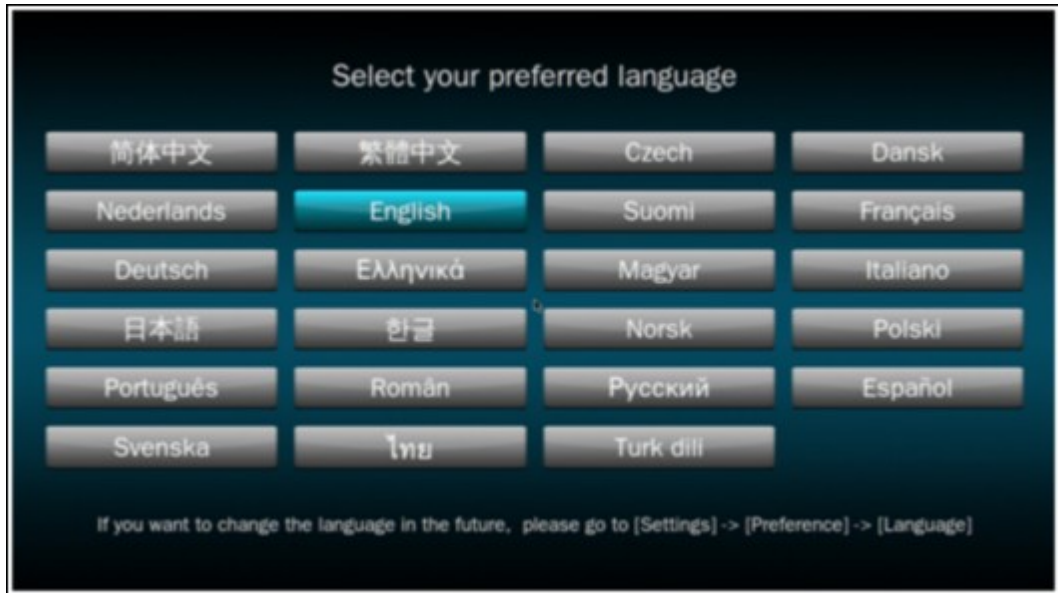 Select your preferred language
简体中文 繁體中文 Czech Dansk
Nederlands English Suomi Français
Deutsch Ελληνικά Magyar Italiano
日本語 한글 Norsk Polski
Português Român Русский Español
Svenska ไทย Turk dili
If you want to change the language in the future, please go to [Settings] -> [Preference] -> [Language]